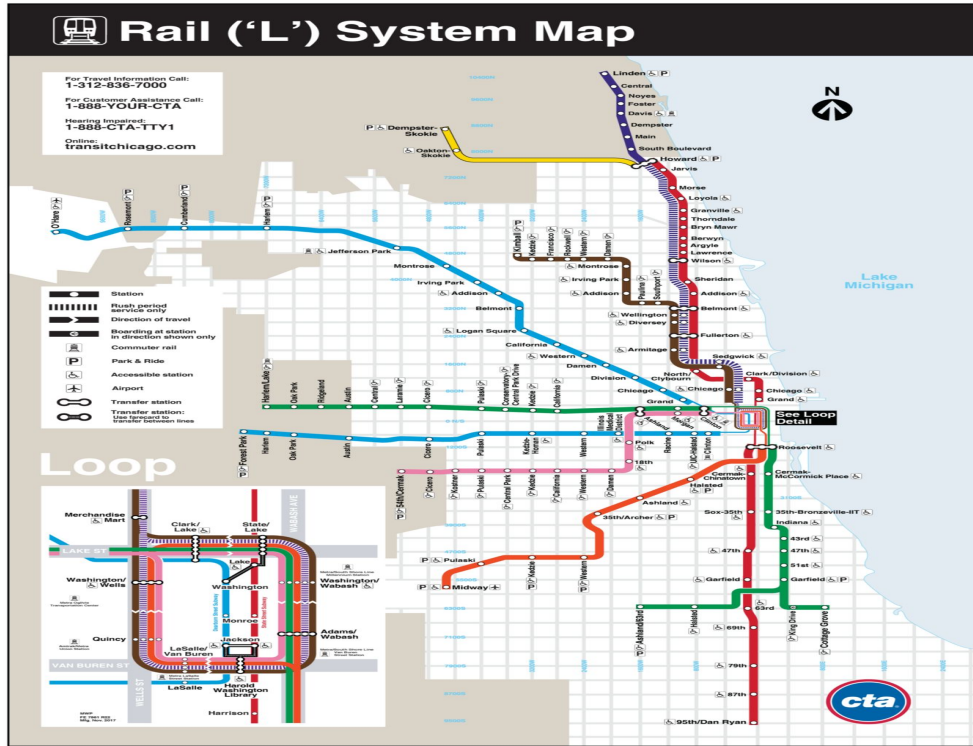 Rail (‘L’) System Map
For Travel Information Call:
1-312-836-7000
For Customer Assistance Call:
1-888-YOUR-CTA
Hearing Impaired:
1-888-CTA-TTY1
Online:
transitchicago.com
N
Lake
Michigan
Linden P
Central
Noyes
Foster
Davis
Dempster
Main
South Boulevard
Howard P
P Dempster-
Skokie
Oakton-
Skokie
Jarvis
Morse
Loyola
Granville
Thorndale
Bryn Mawr
Berwyn
Argyle
Lawrence
Wilson
Sheridan
Addison
Belmont
Fullerton
North/
Clybourn
Clark/Division
Chicago
Grand
O'Hare
Rosemont P
Cumberland P
Harlem P
Jefferson Park
Montrose
Irving Park
Addison
Belmont
Logan Square
California
Western
Damen
Division
Chicago
Grand
Kimball P
Kedzie
Francisco
Rockwell
Western
Damen
Montrose
Irving Park
Addison
Paulina
Southport
Wellington
Diversey
Armitage
Sedgwick
Chicago
Station
Rush period
service only
Direction of travel
Boarding at station
in direction shown only
Commuter rail
P Park & Ride
Accessible station
Airport
Transfer station
Transfer station:
Use farecard to
transfer between lines
Harlem/Lake
Oak Park
Ridgeland
Austin
Central
Laramie
Cicero
Pulaski
Conservatory-
Central Park Drive
Kedzie
California
Ashland
Morgan
Clinton
See Loop
Detail
P Forest Park
Harlem
Oak Park
Austin
Cicero
Pulaski
Kedzie-
Homan
Western
Illinois
Medical
District
Racine
UIC-Halsted
Clinton
Polk
18th
P 54th/Cermak
Cicero
Kostner
Pulaski
Central Park
Kedzie
California
Western
Damen
Roosevelt
Cermak-
Chinatown
Cermak-
McCormick Place
Halsted
P
Ashland
35th/Archer P
P Kedzie
P Western
P Pulaski
P Midway
Sox-35th
35th-Bronzeville-IIT
Indiana
43rd
47th
47th
51st
Garfield
Garfield P
63rd
P Ashland/63rd
Halsted
King Drive
Cottage Grove
69th
79th
87th
95th/Dan Ryan
cta
Loop
Merchandise
Mart
Clark/
Lake
State/
Lake
WABASH AVE
LAKE ST
Lake
Washington/
Wells
Washington
Washington/
Wabash
Monroe
Quincy
Jackson
Adams/
Wabash
LaSalle/
Van Buren
VAN BUREN ST
LaSalle
Harold
Washington
Library
WELLS ST
Harrison